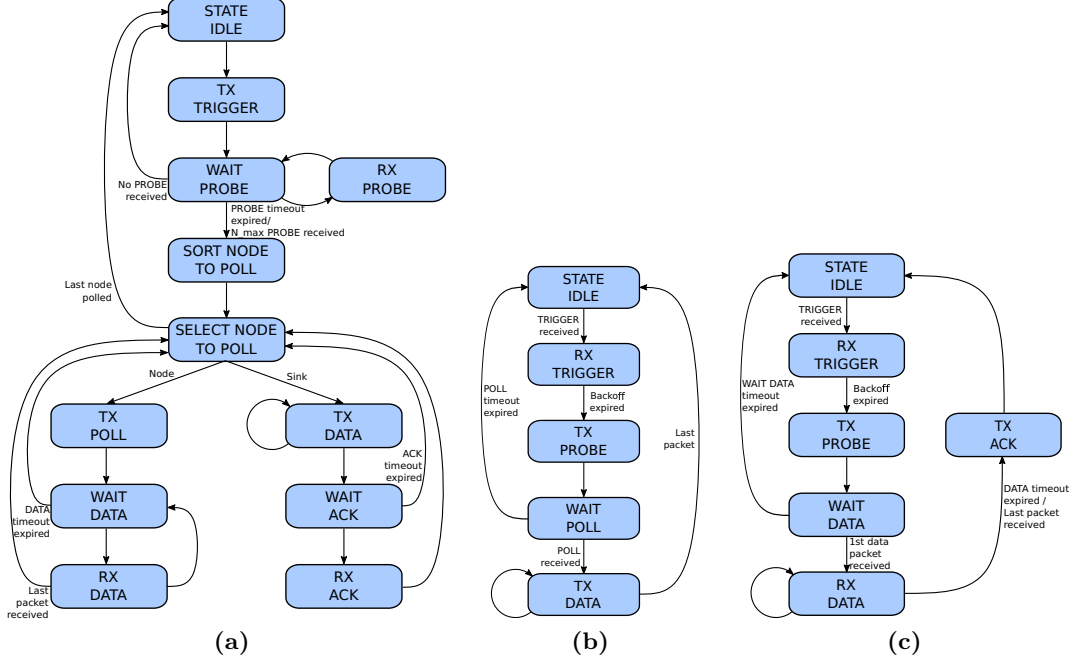 STATE
IDLE
TX
TRIGGER
WAIT
PROBE
RX
PROBE
No PROBE
received
PROBE timeout
expired/
N_max PROBE received
SORT NODE
TO POLL
Last node
polled
SELECT NODE
TO POLL
Node
Sink
TX
POLL
TX
DATA
ACK
timeout
expired
WAIT
DATA
WAIT
ACK
DATA
timeout
expired
RX
DATA
RX
ACK
Last
packet
received
(a)
STATE
IDLE
TRIGGER
received
RX
TRIGGER
POLL
timeout
expired
Backoff
expired
TX
PROBE
Last
packet
WAIT
POLL
POLL
received
TX
DATA
(b)
STATE
IDLE
TRIGGER
received
RX
TRIGGER
WAIT DATA
timeout
expired
Backoff
expired
TX
PROBE
TX
ACK
WAIT
DATA
DATA timeout
expired /
Last packet
received
1st data
packet
received
RX
DATA
(c)